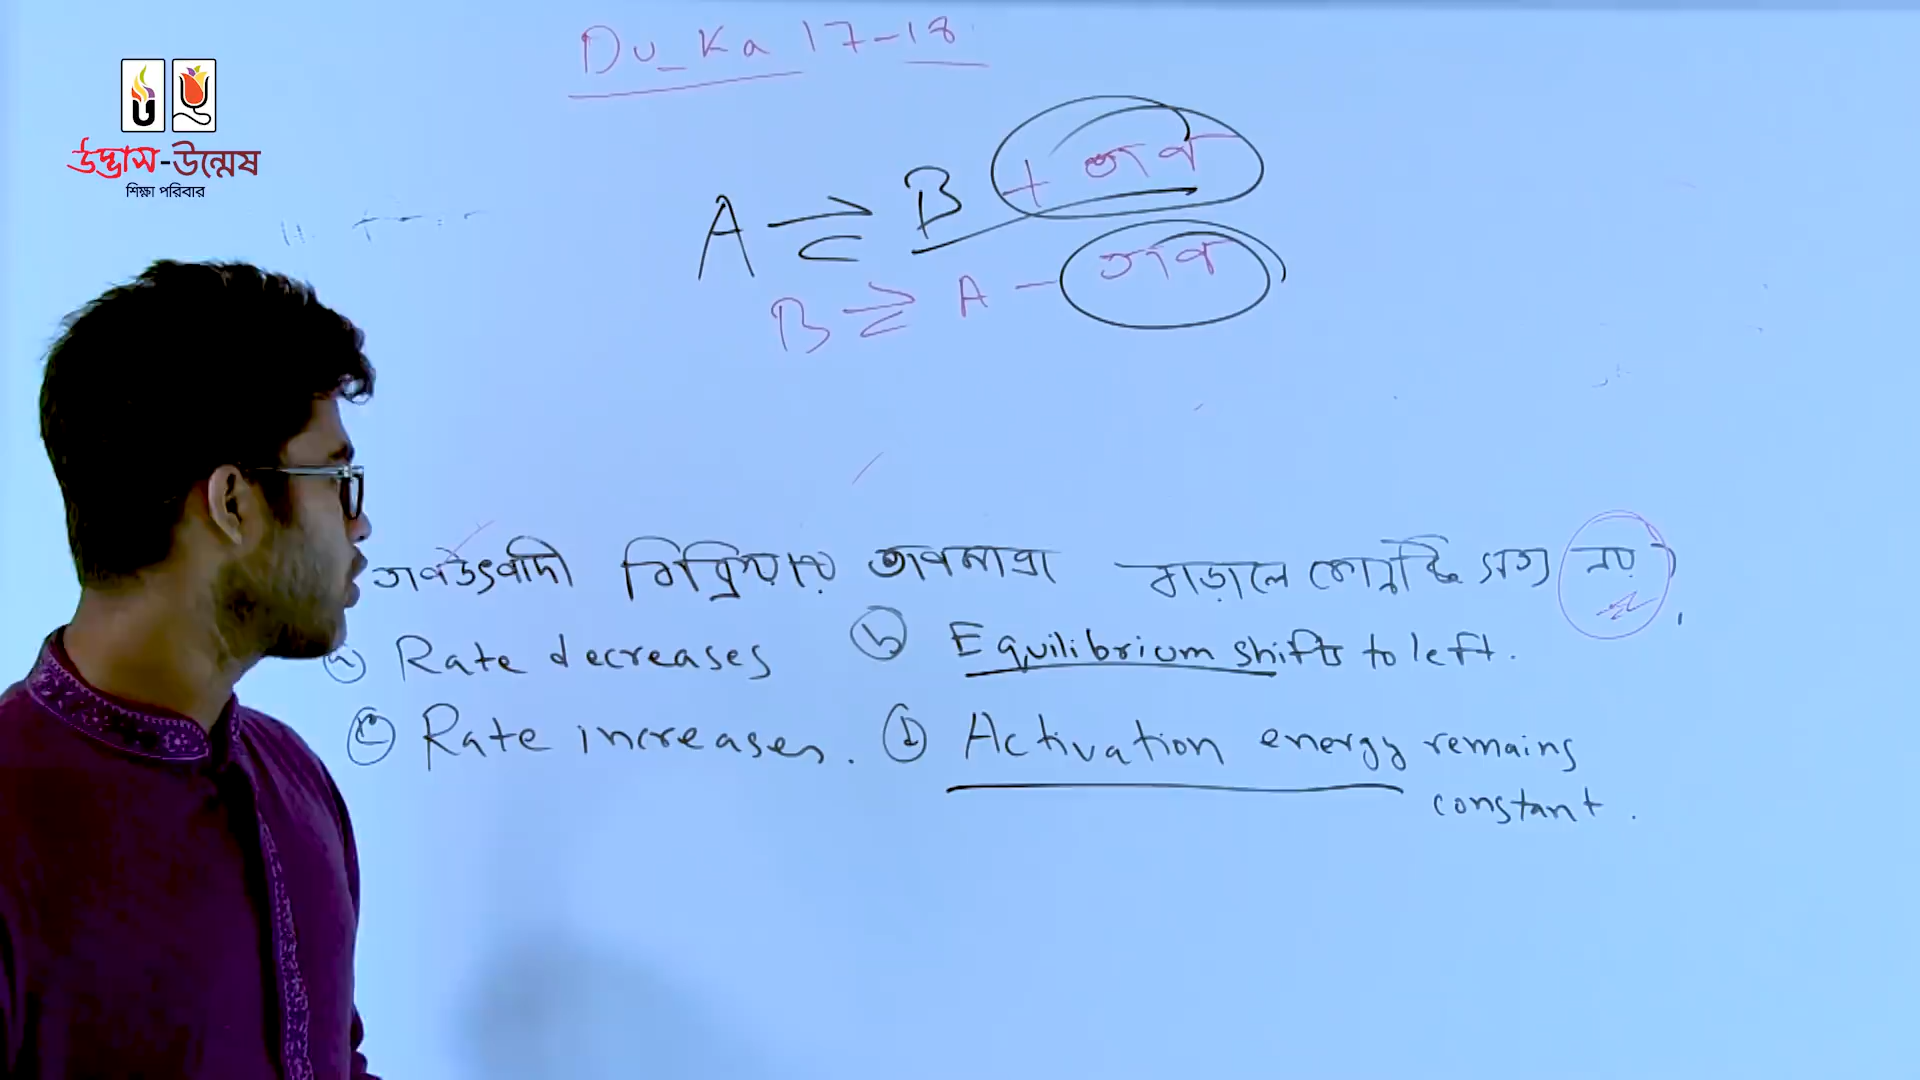 Du_Ka 17-18
উদ্ভাস-উন্মেষ
শিক্ষা পরিবার
A ⇌ B + তাপ
B ⇌ A - তাপ
তাপউৎপাদী বিক্রিয়ায় তাপমাত্রা বাড়ালে কোনটি সত্য নয়?
a Rate decreases b Equilibrium shifts to left.
c Rate increases. d Activation energy remains
constant.